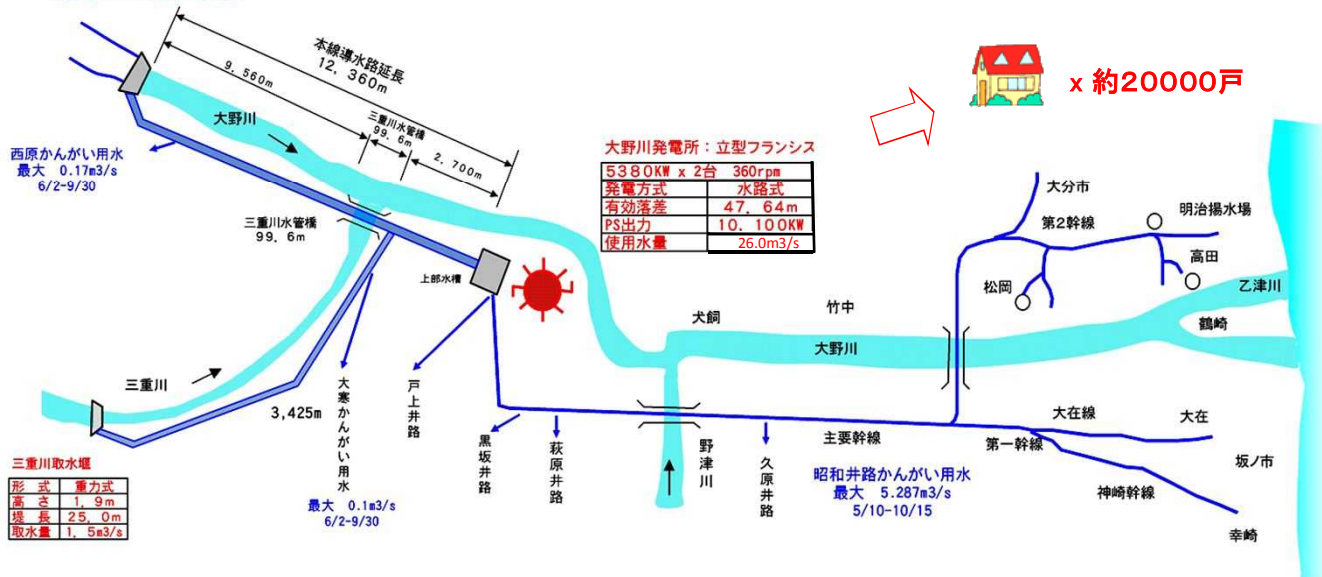 本線導水路延長
12,360m
9,560m
三重川水管橋
99.6m
2,700m
大野川
x 約20000戸
西原かんがい用水
最大 0.17m3/s
6/2-9/30
大野川発電所：立型フランシス
5380KW x 2台 360rpm
発電方式 水路式
有効落差 47,64m
PS出力 10,100KW
使用水量 26.0m3/s
三重川水管橋
99.6m
上部水槽
大分市
第2幹線
明治揚水場
高田
松岡
乙津川
鶴崎
犬飼
竹中
大野川
三重川
3,425m
大寒かんがい用水
最大 0.1m3/s
6/2-9/30
戸上井路
黒坂井路
萩原井路
野津川
久原井路
主要幹線
第一幹線
大在線
大在
坂ノ市
神崎幹線
幸崎
昭和井路かんがい用水
最大 5.287m3/s
5/10-10/15
三重川取水堰
形式 重力式
高さ 1,9m
堤長 25,0m
取水量 1,5m3/s